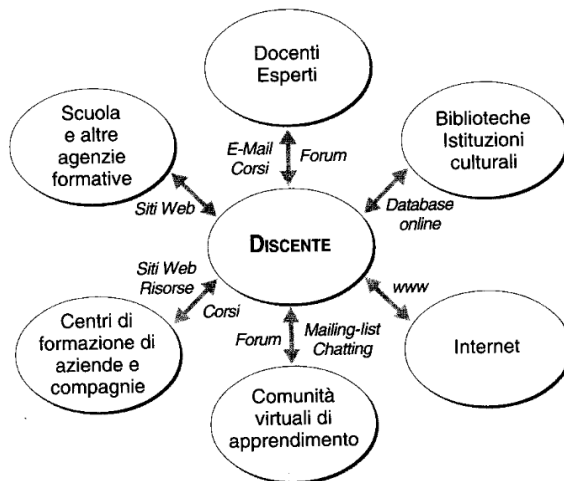 Docenti
Esperti
Scuola
e altre
agenzie
formative
Biblioteche
Istituzioni
culturali
E-Mail
Corsi
Forum
Siti Web
Database
online
DISCENTE
Siti Web
Risorse
Corsi
www
Centri di
formazione di
aziende e
compagnie
Forum
Mailing-list
Chatting
Internet
Comunità
virtuali di
apprendimento